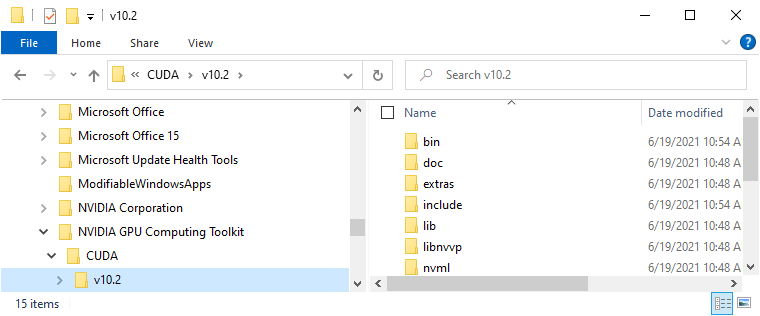 v10.2
File Home Share View
« CUDA > v10.2 > Search v10.2
Microsoft Office
Microsoft Office 15
Microsoft Update Health Tools
ModifiableWindowsApps
NVIDIA Corporation
NVIDIA GPU Computing Toolkit
CUDA
v10.2
Name Date modified
bin 6/19/2021 10:54 A
doc 6/19/2021 10:48 A
extras 6/19/2021 10:48 A
include 6/19/2021 10:54 A
lib 6/19/2021 10:48 A
libnvvp 6/19/2021 10:48 A
nvml 6/19/2021 10:48 A
15 items